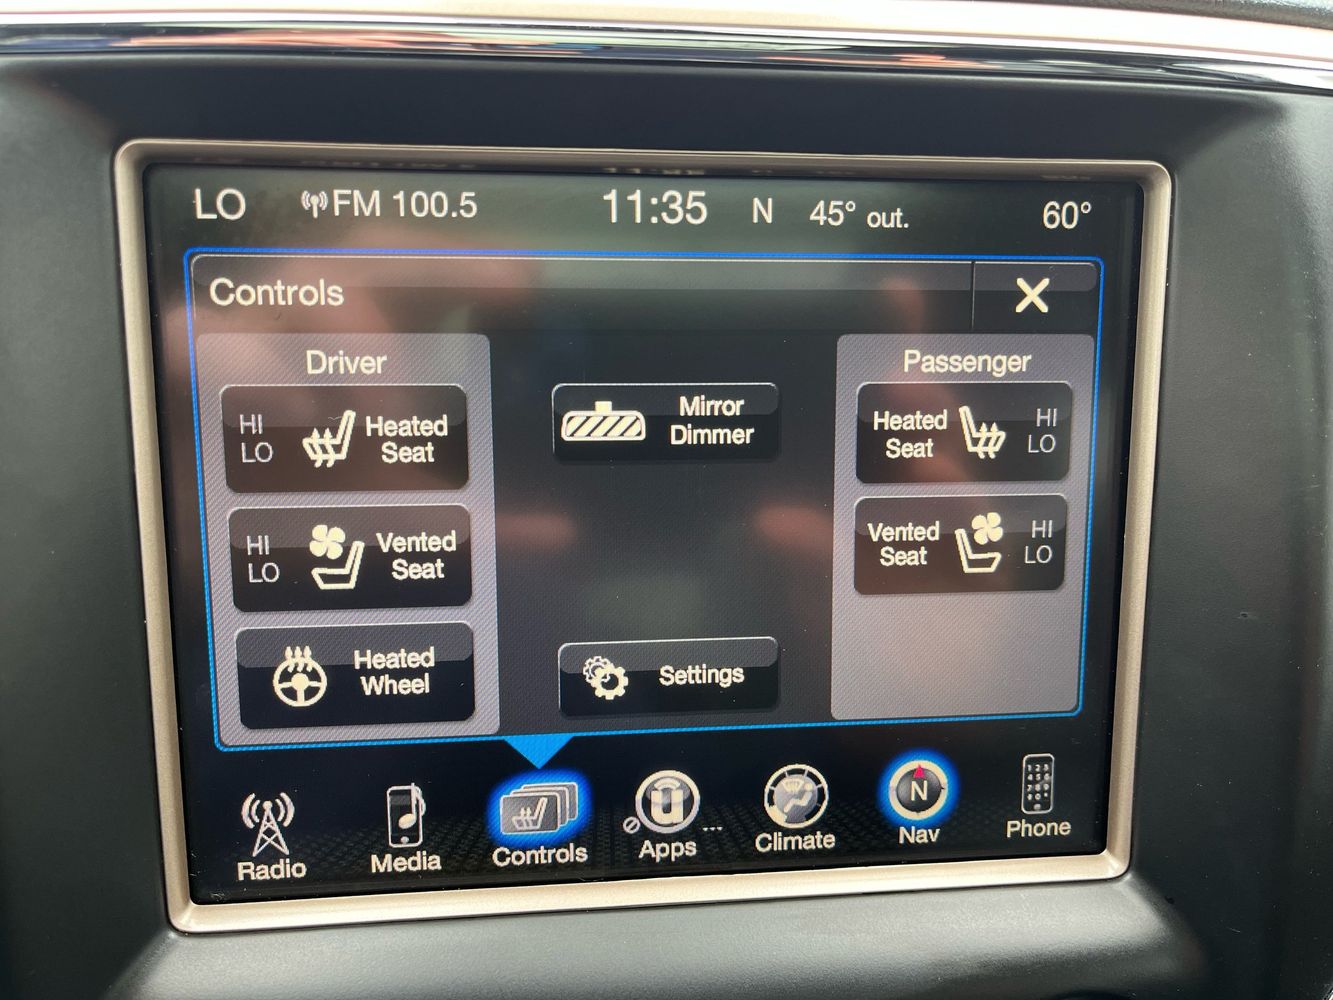 LO FM 100.5 11:35 N 45° out. 60°
Controls
Driver
HI
LO
Heated
Seat
HI
LO
Vented
Seat
Heated
Wheel
Mirror
Dimmer
Settings
Passenger
Heated
Seat
HI
LO
Vented
Seat
HI
LO
Radio
Media
Controls
Apps
...
Climate
N
Nav
Phone